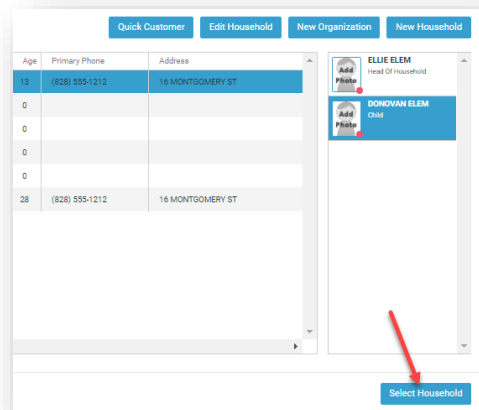 Quick Customer Edit Household New Organization New Household
Age Primary Phone Address
13 (828) 555-1212 16 MONTGOMERY ST
0
0
0
0
28 (828) 555-1212 16 MONTGOMERY ST
Add
Photo
ELLIE ELEM
Head Of Household
Add
Photo
DONOVAN ELEM
Child
Select Household